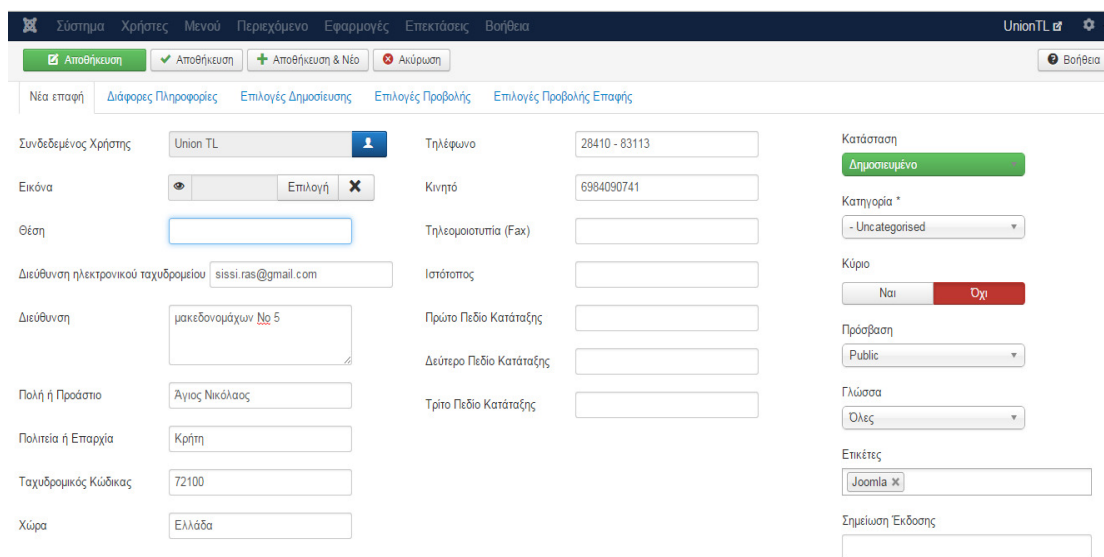 Σύστημα Χρήστες Μενού Περιεχόμενο Εφαρμογές Επεκτάσεις Βοήθεια UnionTL
Αποθήκευση Αποθήκευση Αποθήκευση & Νέο Ακύρωση Βοήθεια
Νέα επαφή Διάφορες Πληροφορίες Επιλογές Δημοσίευσης Επιλογές Προβολής Επιλογές Προβολής Επαφής
Συνδεδεμένος Χρήστης Union TL
Εικόνα Επιλογή
Θέση
Διεύθυνση ηλεκτρονικού ταχυδρομείου sissi.ras@gmail.com
Διεύθυνση μακεδονομάχων Νο 5
Πολή ή Προάστιο Άγιος Νικόλαος
Πολιτεία ή Επαρχία Κρήτη
Ταχυδρομικός Κώδικας 72100
Χώρα Ελλάδα
Τηλέφωνο 28410 - 83113
Κινητό 6984090741
Τηλεομοιοτυπία (Fax)
Ιστότοπος
Πρώτο Πεδίο Κατάταξης
Δεύτερο Πεδίο Κατάταξης
Τρίτο Πεδίο Κατάταξης
Κατάσταση
Δημοσιευμένο
Κατηγορία *
- Uncategorised
Κύριο
Ναι Όχι
Πρόσβαση
Public
Γλώσσα
Όλες
Ετικέτες
Joomla
Σημείωση Έκδοσης